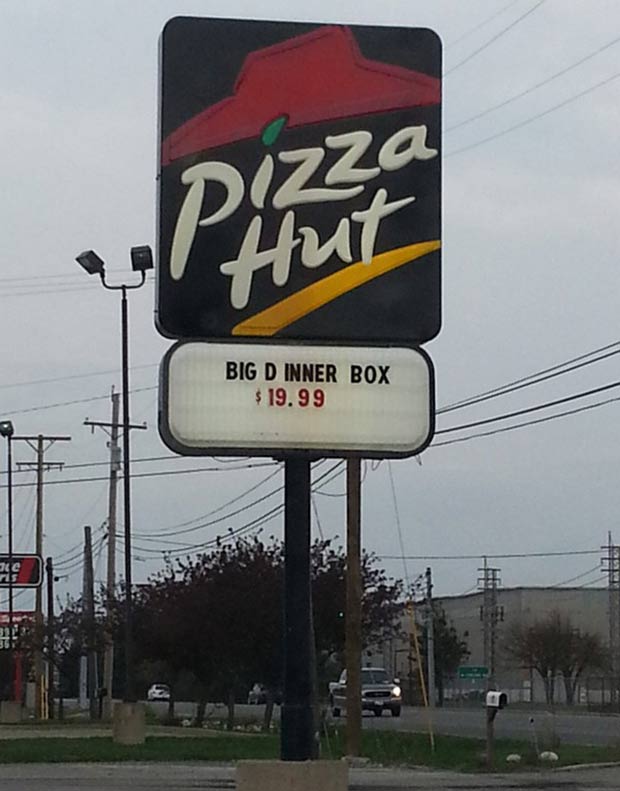 Pizza
Hut
BIG D INNER BOX
$19.99